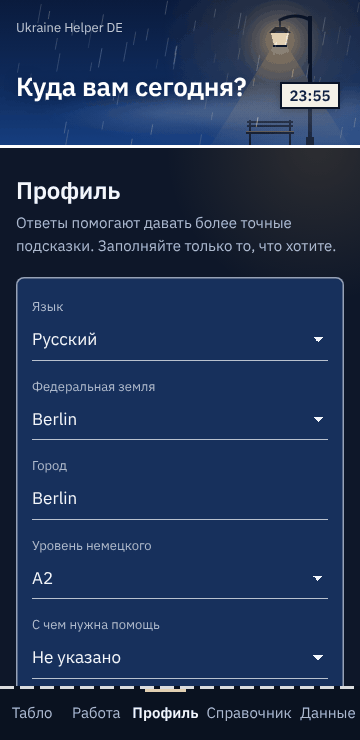 Ukraine Helper DE
Куда вам сегодня?
23:55
Профиль
Ответы помогают давать более точные
подсказки. Заполняйте только то, что хотите.
Язык
Русский
Федеральная земля
Berlin
Город
Berlin
Уровень немецкого
A2
С чем нужна помощь
Не указано
Табло Работа Профиль Справочник Данные